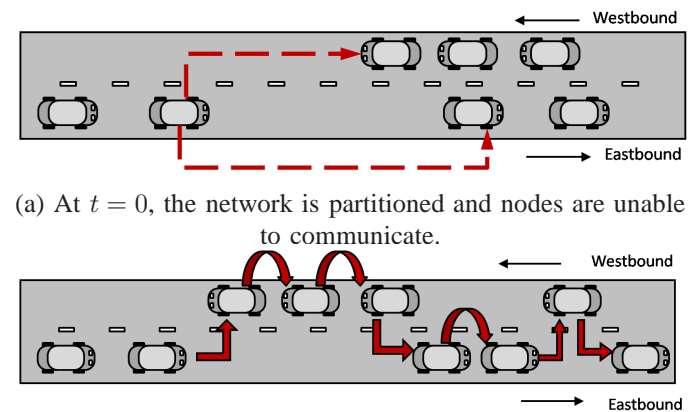 Westbound
Eastbound
(a) At t = 0, the network is partitioned and nodes are unable
to communicate.
Westbound
Eastbound